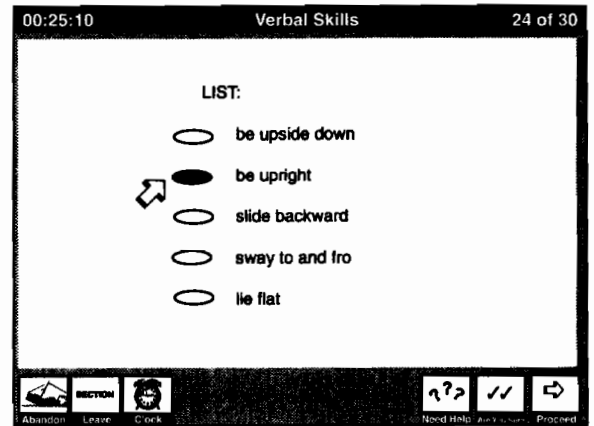 00:25:10 Verbal Skills 24 of 30
LIST:
be upside down
be upright
slide backward
sway to and fro
lie flat
SECTION ???
Abandon Leave Clock Need Help Proceed